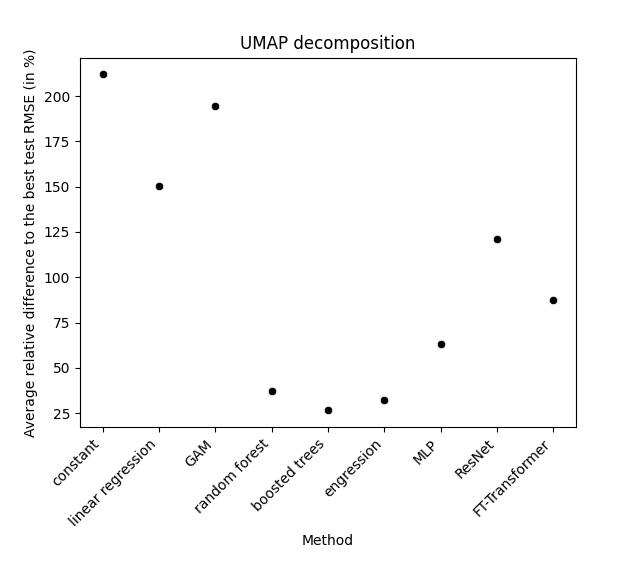 UMAP decomposition
Average relative difference to the best test RMSE (in %)
200
175
150
125
100
75
50
25
constant
linear regression
GAM
random forest
boosted trees
engression
MLP
ResNet
FT-Transformer
Method